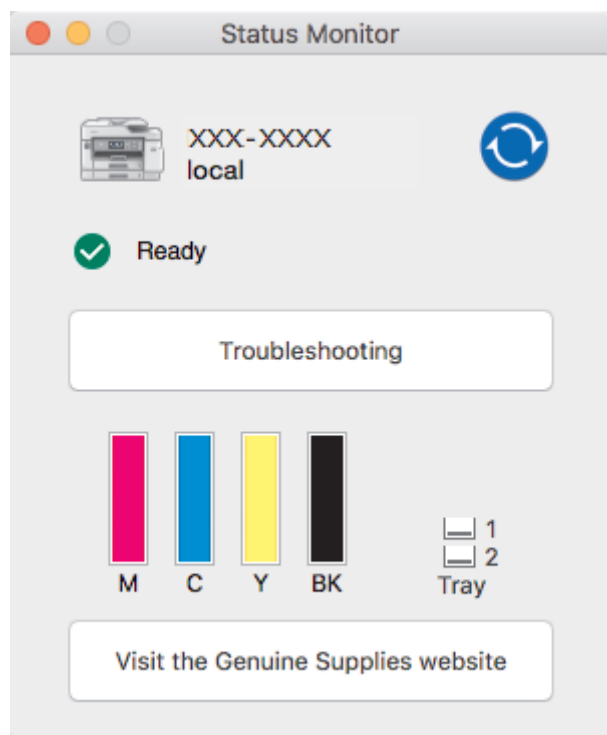 Status Monitor
XXX-XXXX
local
Ready
Troubleshooting
M C Y BK
1
2
Tray
Visit the Genuine Supplies website